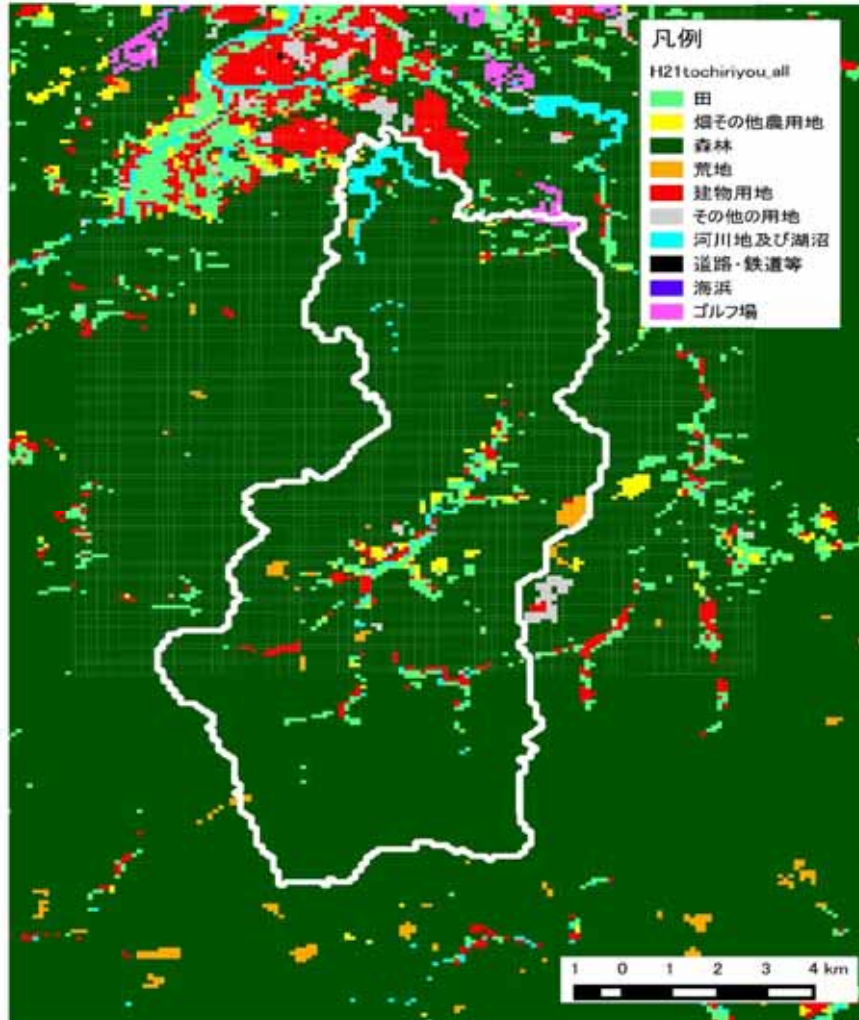 凡例
H21tochiriyou_all
田
畑その他農用地
森林
荒地
建物用地
その他の用地
河川地及び湖沼
道路・鉄道等
海浜
ゴルフ場
1 0 1 2 3 4 km